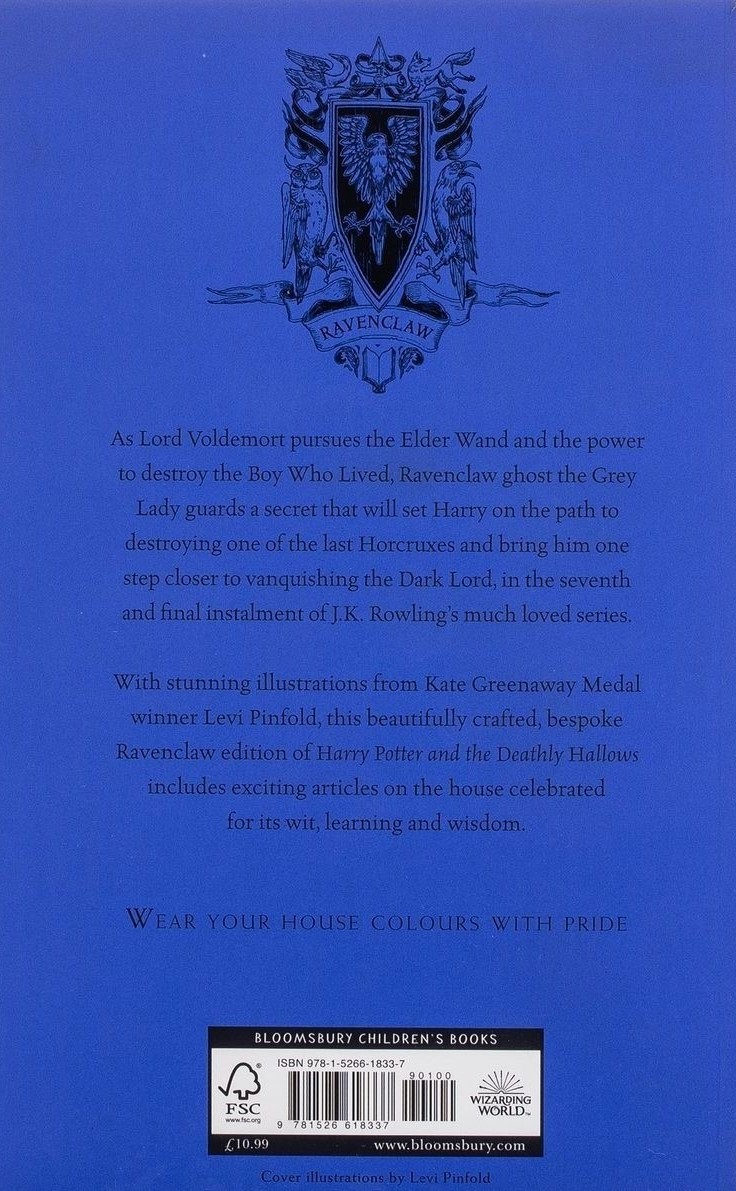 RAVENCLAW
As Lord Voldemort pursues the Elder Wand and the power
to destroy the Boy Who Lived, Ravenclaw ghost the Grey
Lady guards a secret that will set Harry on the path to
destroying one of the last Horcruxes and bring him one
step closer to vanquishing the Dark Lord, in the seventh
and final instalment of J.K. Rowling's much loved series.
With stunning illustrations from Kate Greenaway Medal
winner Levi Pinfold, this beautifully crafted, bespoke
Ravenclaw edition of Harry Potter and the Deathly Hallows
includes exciting articles on the house celebrated
for its wit, learning and wisdom.
WEAR YOUR HOUSE COLOURS WITH PRIDE
BLOOMSBURY CHILDREN'S BOOKS
ISBN 978-1-5266-1833-7
90100
FSC
www.fsc.org
9 781526 618337
WIZARDING
WORLD™
£10.99
www.bloomsbury.com
Cover illustrations by Levi Pinfold